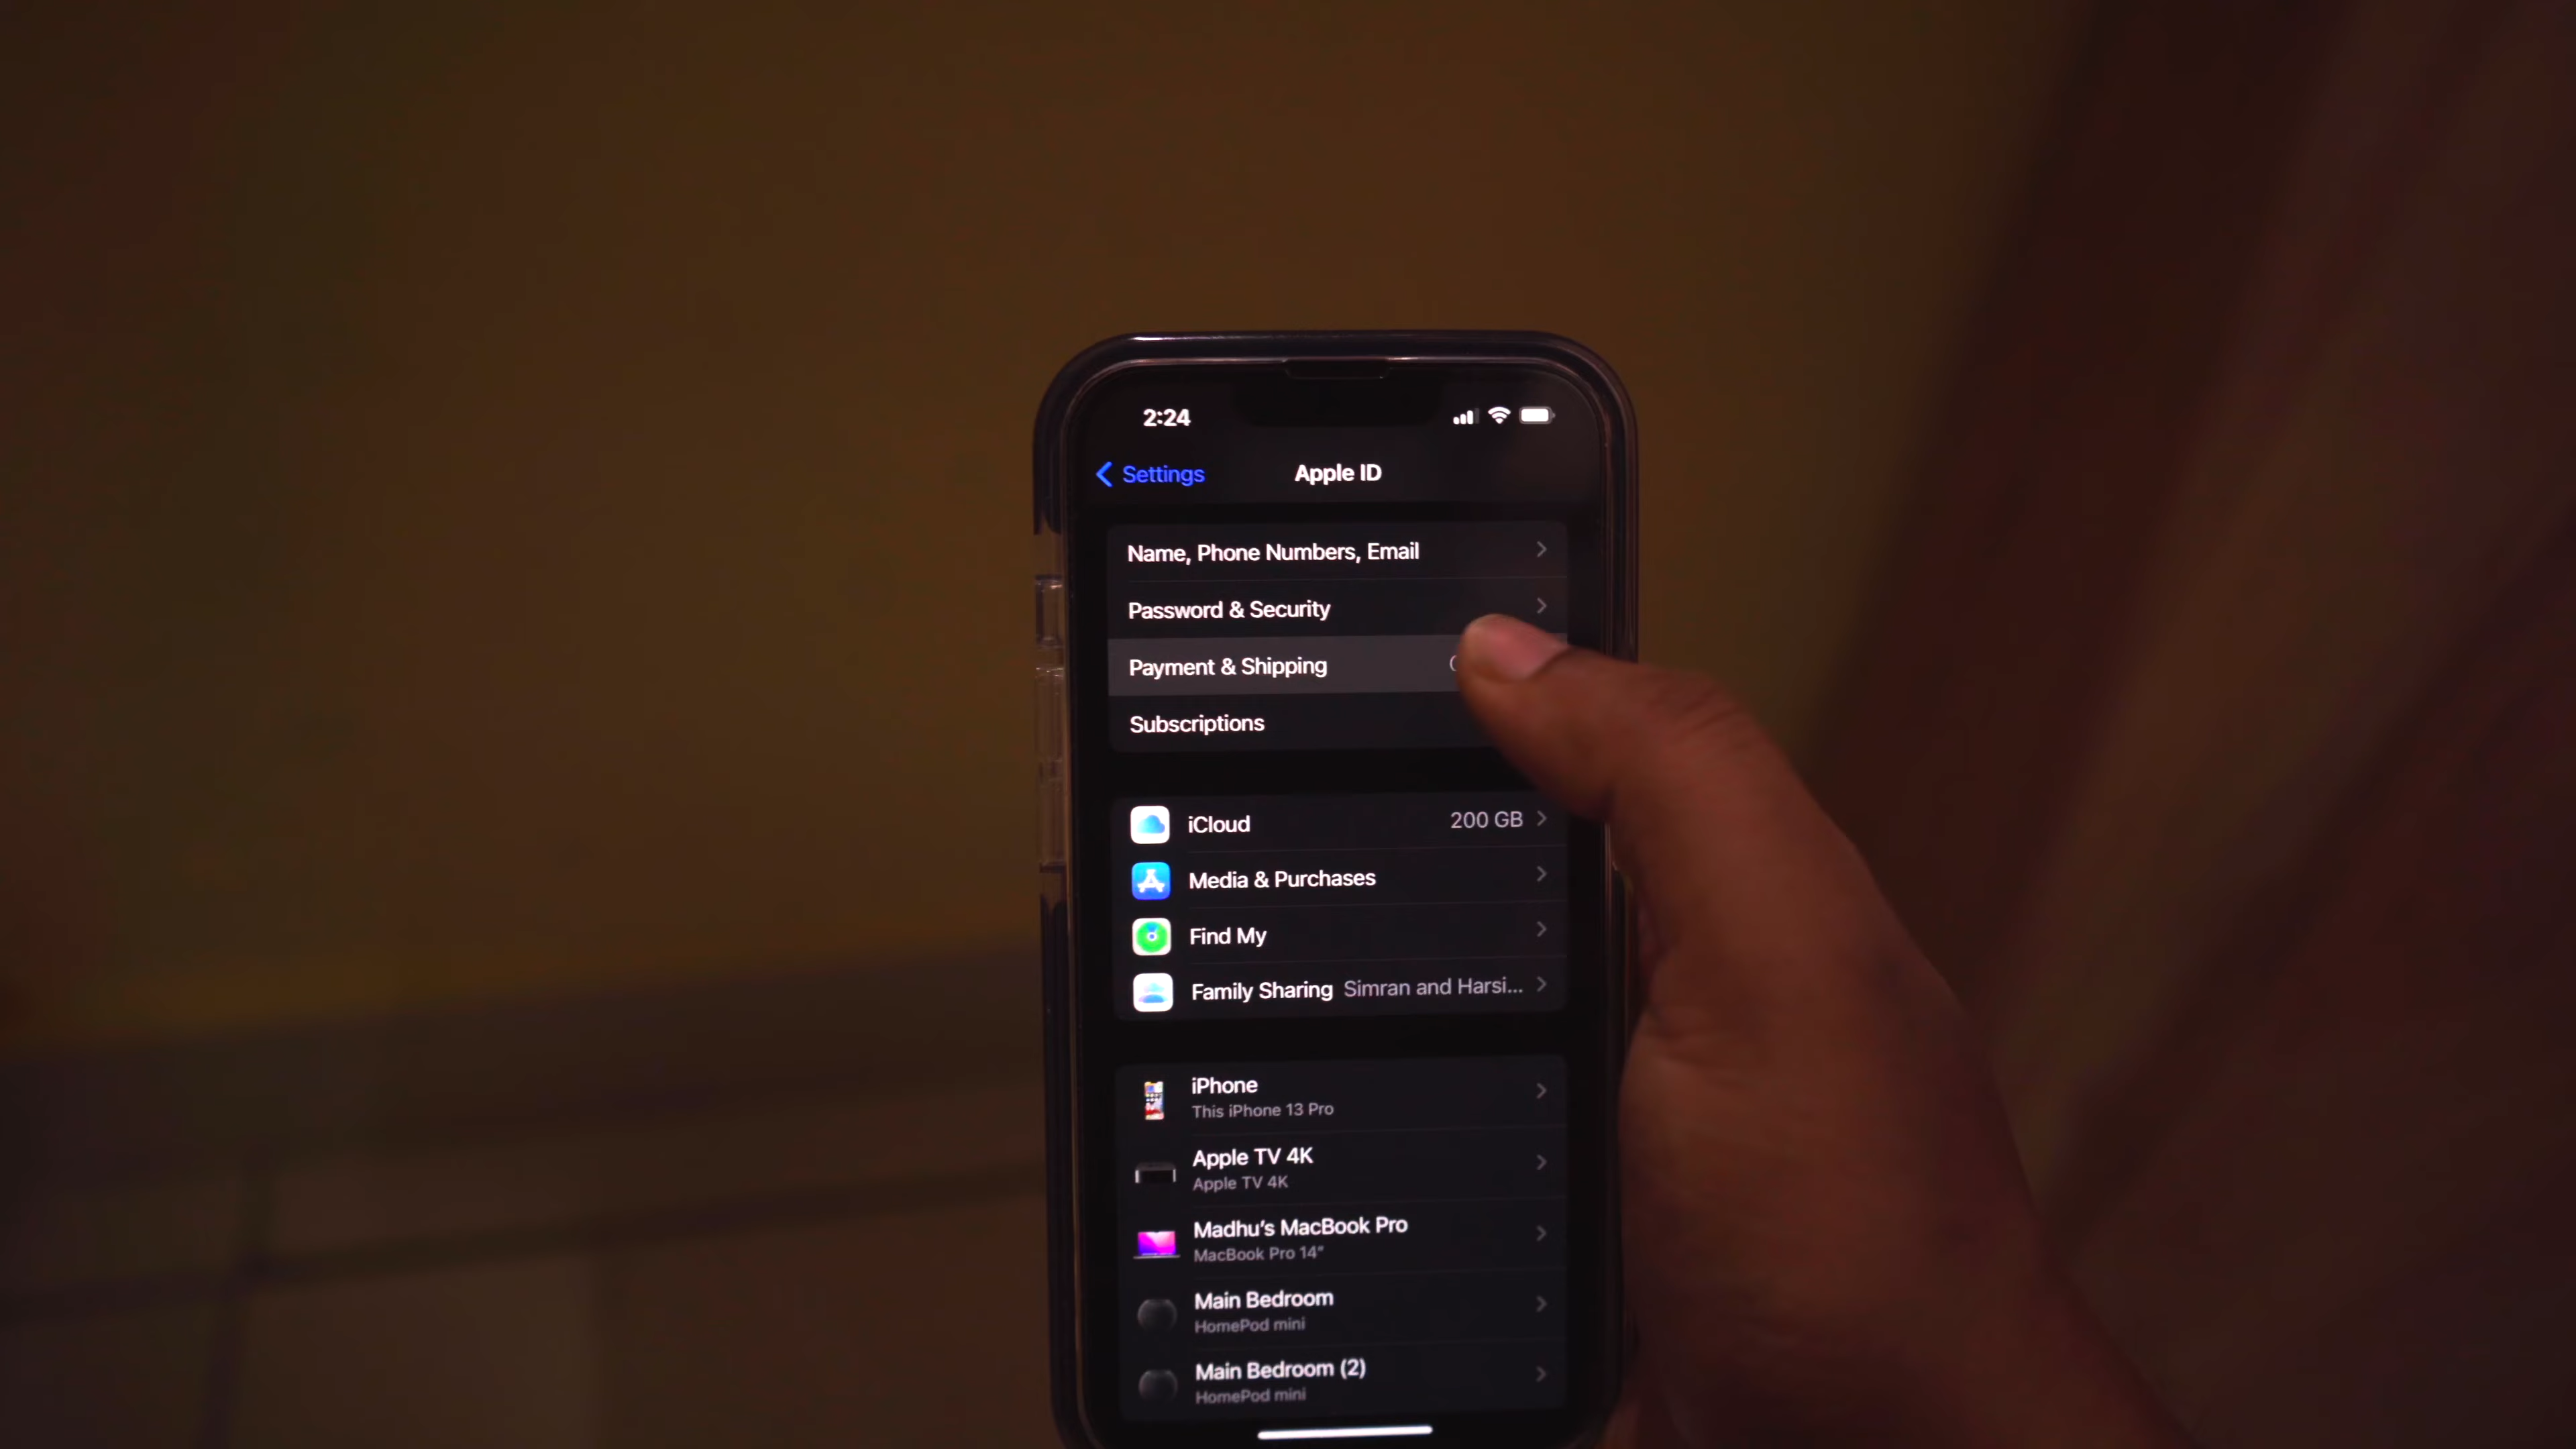 2:24
Settings
Apple ID
Name, Phone Numbers, Email
Password & Security
Payment & Shipping
Subscriptions
iCloud 200 GB
Media & Purchases
Find My
Family Sharing Simran and Harsi...
iPhone
This iPhone 13 Pro
Apple TV 4K
Apple TV 4K
Madhu's MacBook Pro
MacBook Pro 14"
Main Bedroom
HomePod mini
Main Bedroom (2)
HomePod mini